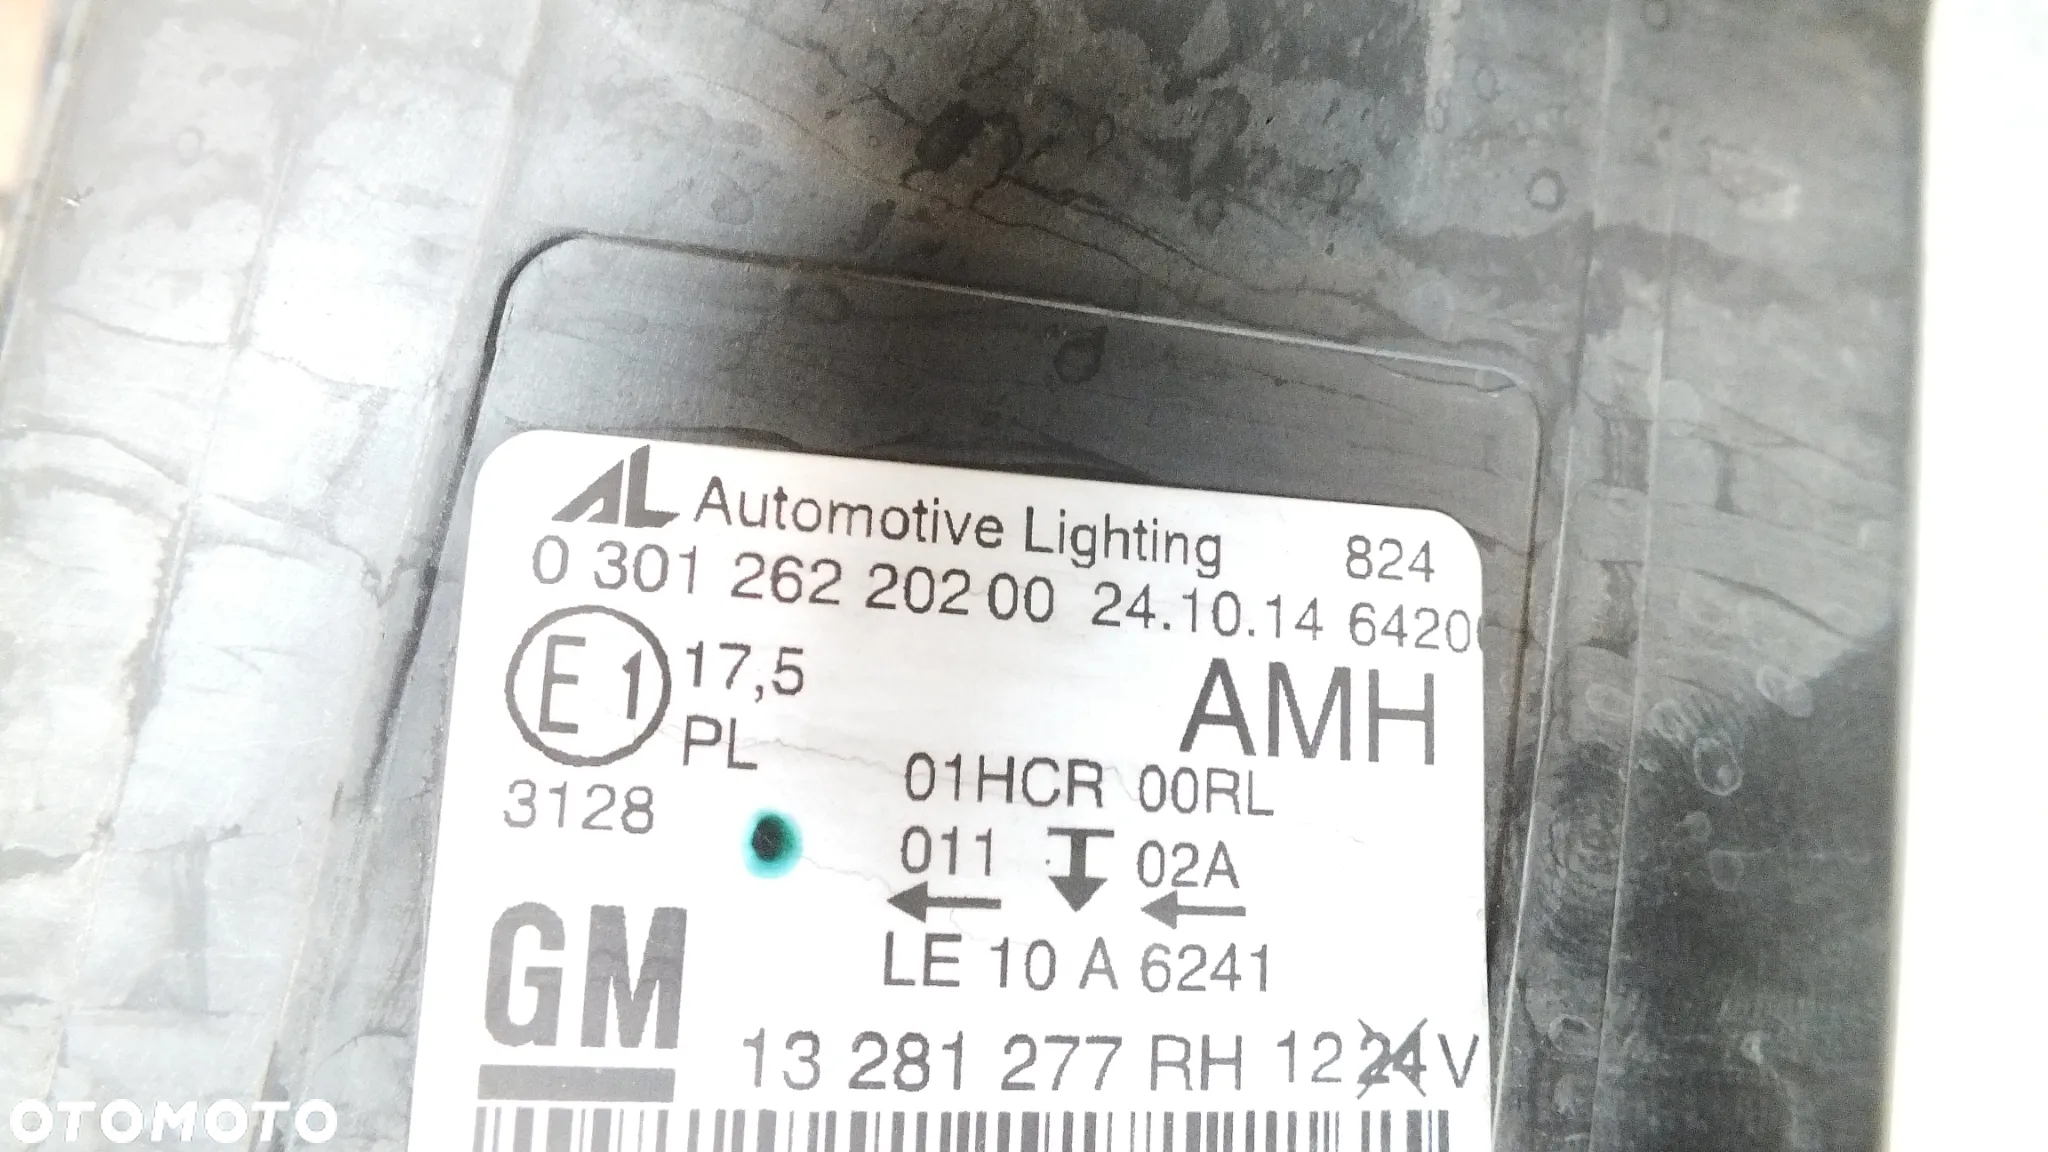 AL Automotive Lighting 824
0 301 262 202 00 24.10.14 6420
E1 17,5 AMH
PL
3128
01HCR 00RL
011 02A
LE 10 A 6241
GM
13 281 277 RH 12 24 V
OTOMOTO